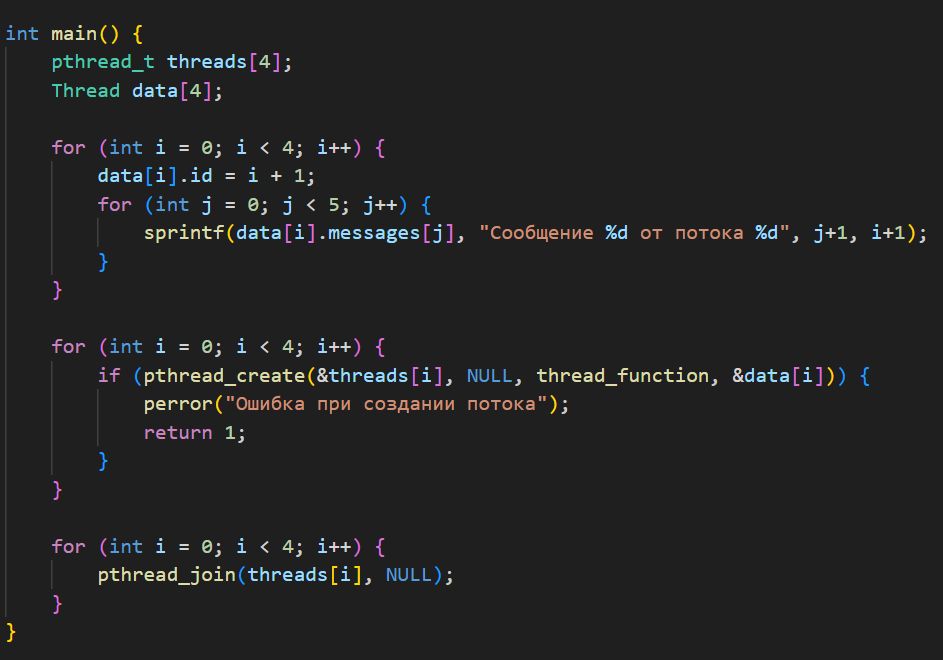 int main() {
    pthread_t threads[4];
    Thread data[4];

    for (int i = 0; i < 4; i++) {
        data[i].id = i + 1;
        for (int j = 0; j < 5; j++) {
            sprintf(data[i].messages[j], "Сообщение %d от потока %d", j+1, i+1);
        }
    }

    for (int i = 0; i < 4; i++) {
        if (pthread_create(&threads[i], NULL, thread_function, &data[i])) {
            perror("Ошибка при создании потока");
            return 1;
        }
    }

    for (int i = 0; i < 4; i++) {
        pthread_join(threads[i], NULL);
    }
}